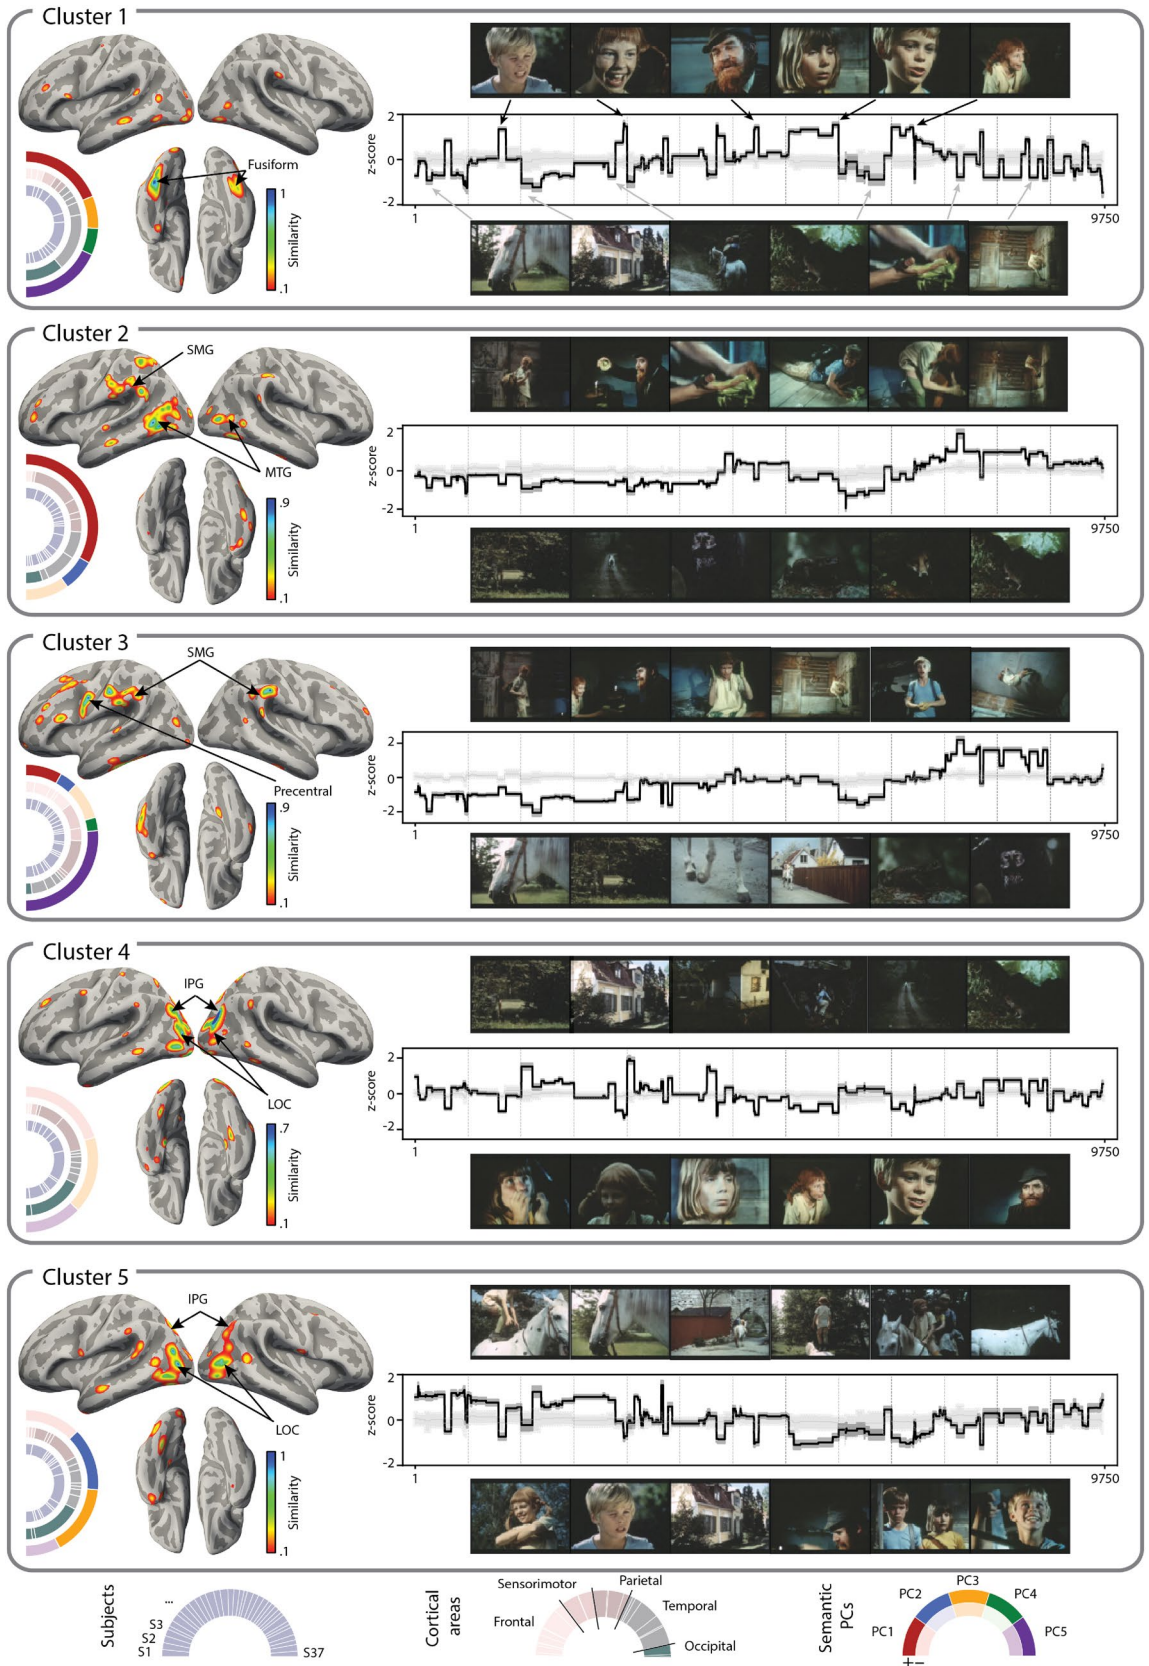 Cluster 1
Fusiform
1
Similarity
.1
z-score
2
0
-2
1
9750
Cluster 2
SMG
MTG
.9
Similarity
.1
z-score
2
0
-2
1
9750
Cluster 3
SMG
Precentral
.9
Similarity
.1
z-score
2
0
-2
1
9750
Cluster 4
IPG
LOC
.7
Similarity
.1
z-score
2
0
-2
1
9750
Cluster 5
IPG
LOC
1
Similarity
.1
z-score
2
0
-2
1
9750
Subjects
...
S3
S2
S1
S37
Cortical
areas
Sensorimotor
Parietal
Frontal
Temporal
Occipital
Semantic
PCs
PC1
PC2
PC3
PC4
PC5
+ −